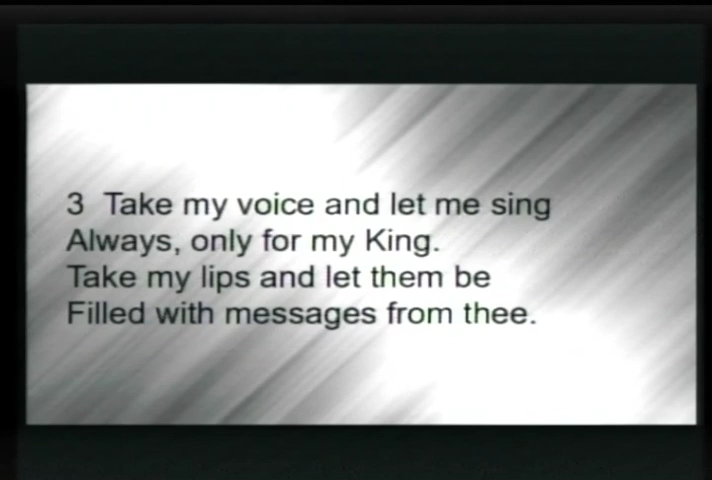 3 Take my voice and let me sing
Always, only for my King.
Take my lips and let them be
Filled with messages from thee.